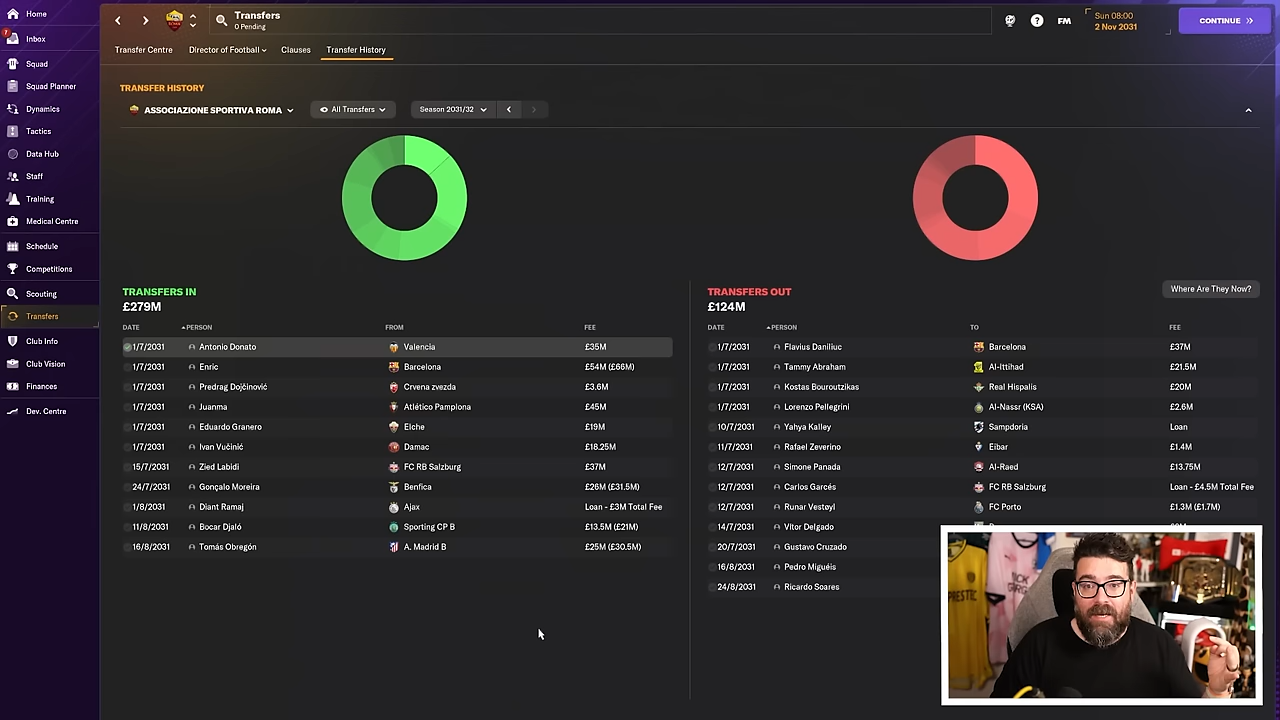 Home
Transfers
0 Pending
FM
Sun 08:00
2 Nov 2031
CONTINUE
7
Inbox
Transfer Centre
Director of Football
Clauses
Transfer History
Squad
Squad Planner
Dynamics
Tactics
Data Hub
Staff
Training
Medical Centre
Schedule
Competitions
Scouting
Transfers
Club Info
Club Vision
Finances
Dev. Centre
TRANSFER HISTORY
ASSOCIAZIONE SPORTIVA ROMA
All Transfers
Season 2031/32
TRANSFERS IN
£279M
DATE PERSON FROM FEE
1/7/2031 Antonio Donato Valencia £35M
1/7/2031 Enric Barcelona £54M (£66M)
1/7/2031 Predrag Dojčinović Crvena zvezda £3.6M
1/7/2031 Juanma Atlético Pamplona £45M
1/7/2031 Eduardo Granero Elche £19M
1/7/2031 Ivan Vučinić Damac £18.25M
15/7/2031 Zied Labidi FC RB Salzburg £37M
24/7/2031 Gonçalo Moreira Benfica £26M (£31.5M)
1/8/2031 Diant Ramaj Ajax Loan - £3M Total Fee
11/8/2031 Bocar Djaló Sporting CP B £13.5M (£21M)
16/8/2031 Tomás Obregón A. Madrid B £25M (£30.5M)
TRANSFERS OUT
£124M
Where Are They Now?
DATE PERSON TO FEE
1/7/2031 Flavius Daniliuc Barcelona £37M
1/7/2031 Tammy Abraham Al-Ittihad £21.5M
1/7/2031 Kostas Bouroutzikas Real Hispalis £20M
1/7/2031 Lorenzo Pellegrini Al-Nassr (KSA) £2.6M
10/7/2031 Yahya Kalley Sampdoria Loan
11/7/2031 Rafael Zeverino Eibar £1.4M
12/7/2031 Simone Panada Al-Raed £13.75M
12/7/2031 Carlos Garcés FC RB Salzburg Loan - £4.5M Total Fee
12/7/2031 Runar Vestøyl FC Porto £1.3M (£1.7M)
14/7/2031 Vítor Delgado
20/7/2031 Gustavo Cruzado
16/8/2031 Pedro Miguéis
24/8/2031 Ricardo Soares